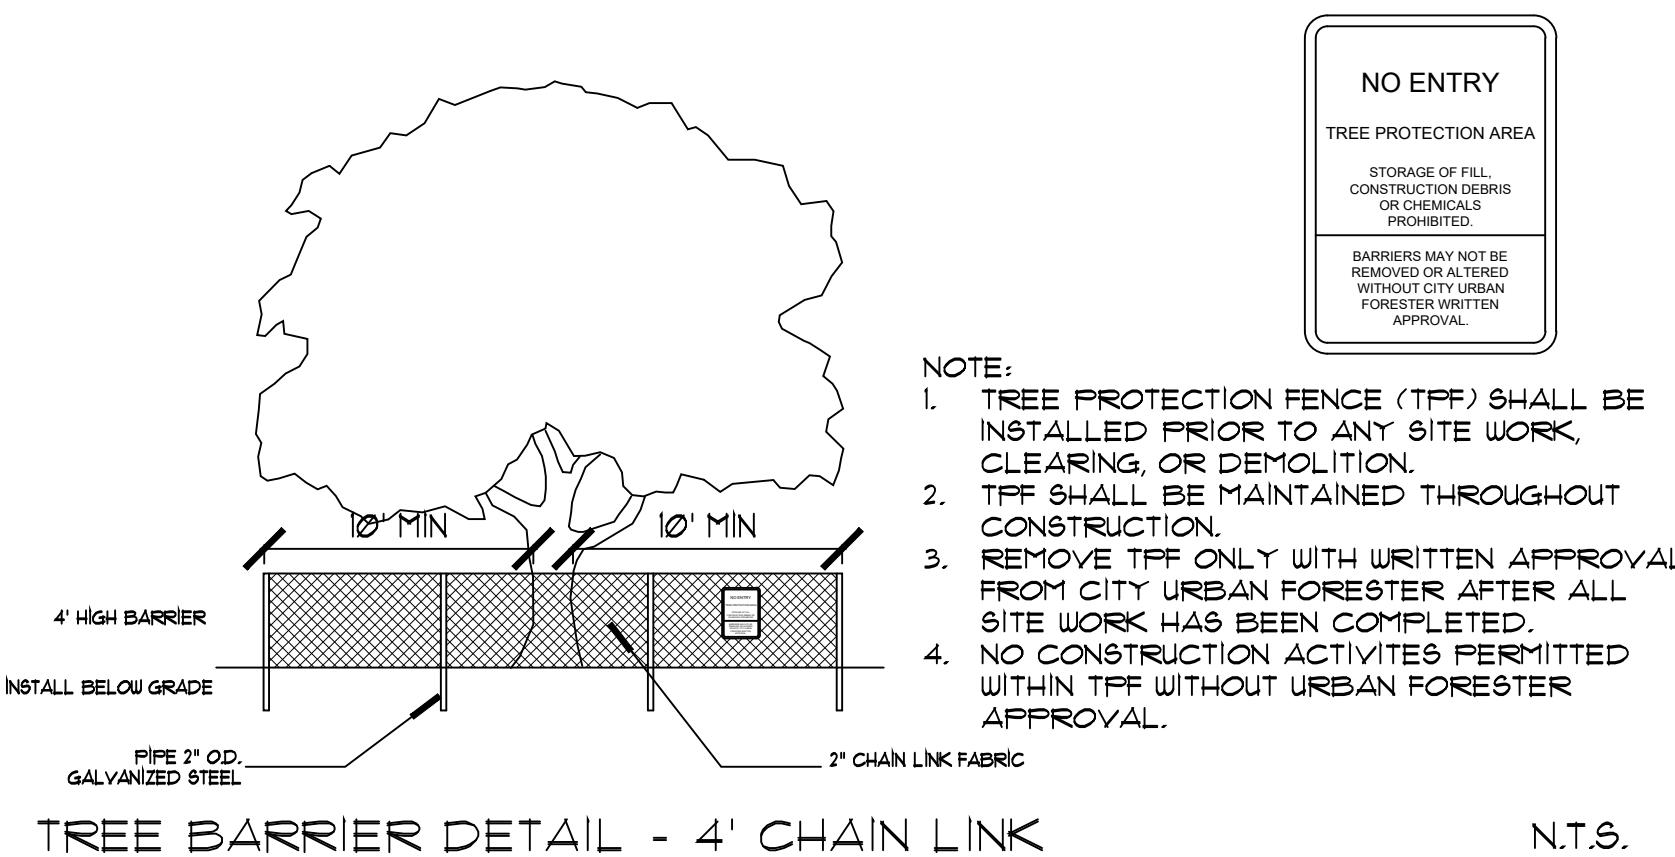 NO ENTRY
TREE PROTECTION AREA
STORAGE OF FILL,
CONSTRUCTION DEBRIS
OR CHEMICALS
PROHIBITED.
BARRIERS MAY NOT BE
REMOVED OR ALTERED
WITHOUT CITY URBAN
FORESTER WRITTEN
APPROVAL.
NOTE:
1. TREE PROTECTION FENCE (TPF) SHALL BE
INSTALLED PRIOR TO ANY SITE WORK,
CLEARING, OR DEMOLITION.
2. TPF SHALL BE MAINTAINED THROUGHOUT
CONSTRUCTION.
3. REMOVE TPF ONLY WITH WRITTEN APPROVAL
FROM CITY URBAN FORESTER AFTER ALL
SITE WORK HAS BEEN COMPLETED.
4. NO CONSTRUCTION ACTIVITES PERMITTED
WITHIN TPF WITHOUT URBAN FORESTER
APPROVAL.
10' MIN
10' MIN
4' HIGH BARRIER
NO ENTRY
INSTALL BELOW GRADE
PIPE 2" O.D.
GALVANIZED STEEL
2" CHAIN LINK FABRIC
TREE BARRIER DETAIL - 4' CHAIN LINK
N.T.S.